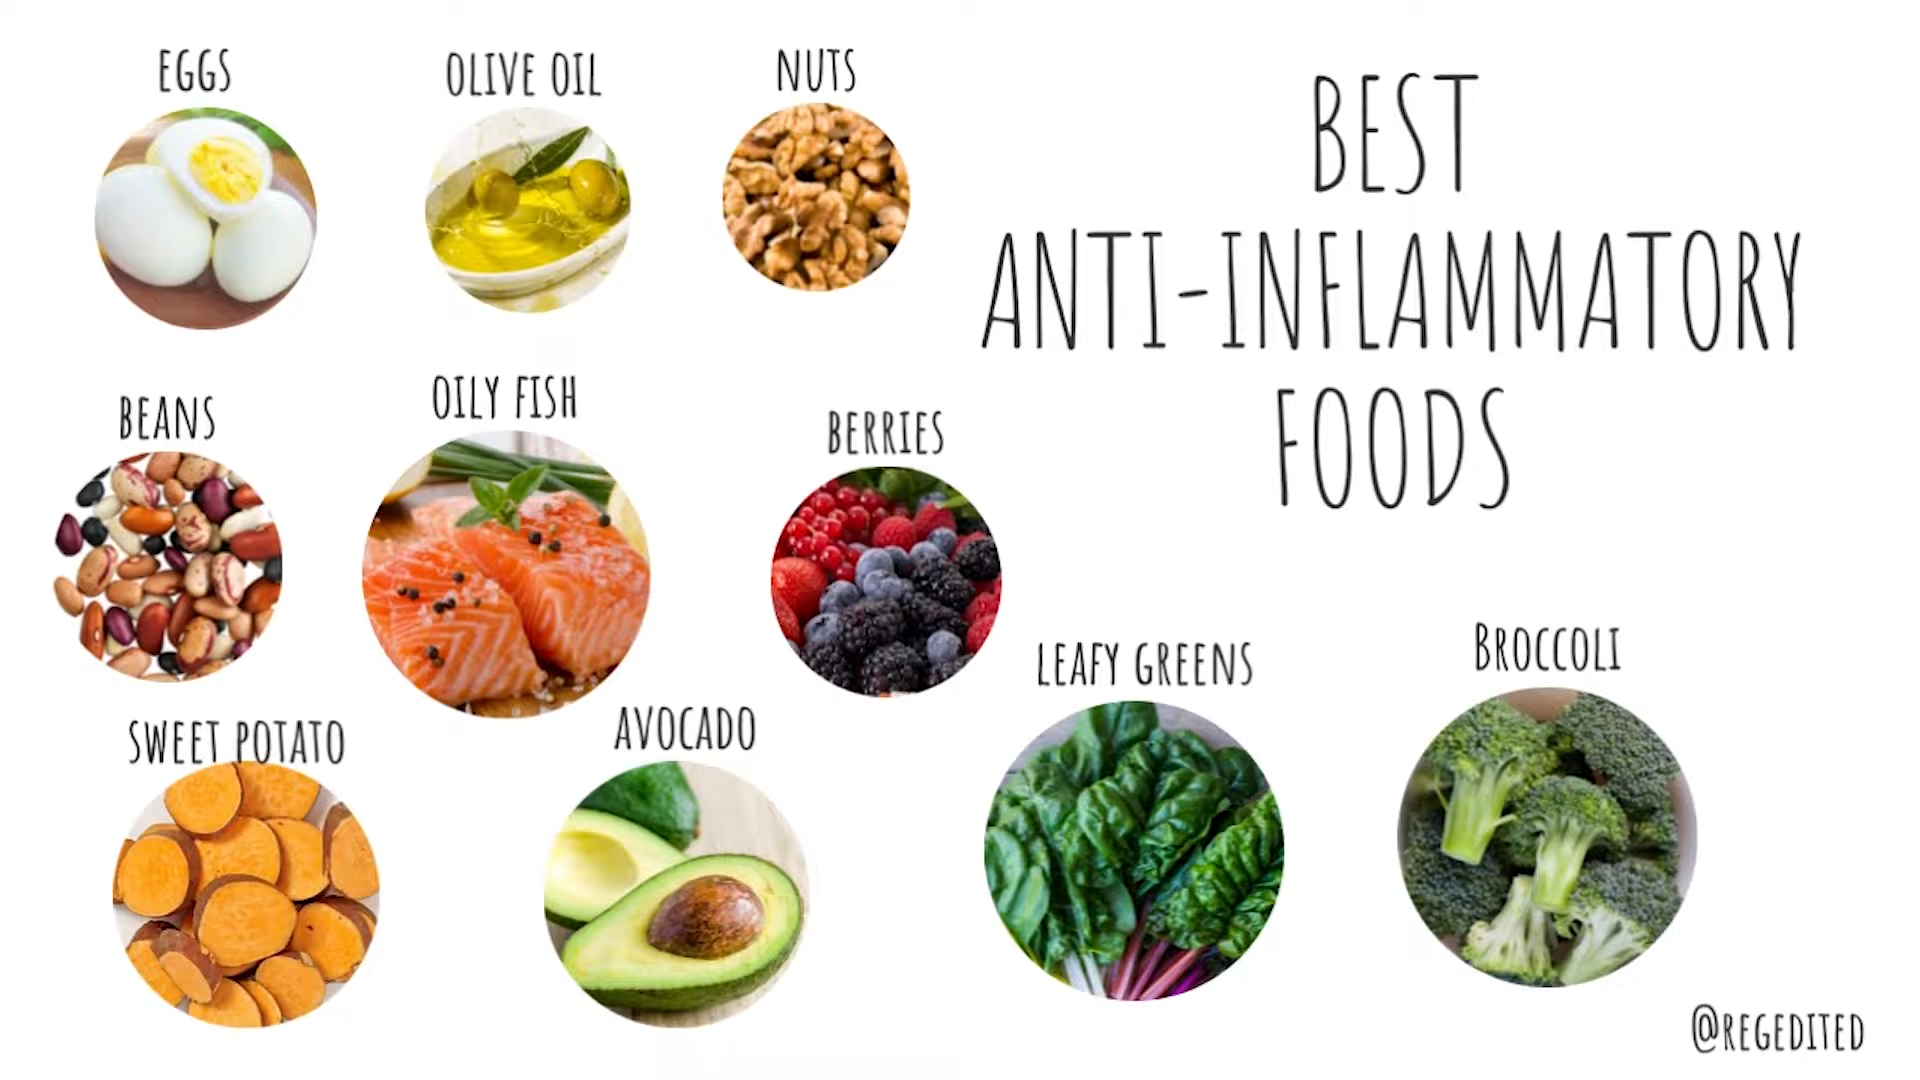 EGGS
OLIVE OIL
NUTS
BEST
ANTI-INFLAMMATORY
FOODS
BEANS
OILY FISH
BERRIES
LEAFY GREENS
BROCCOLI
SWEET POTATO
AVOCADO
@REGEDITED